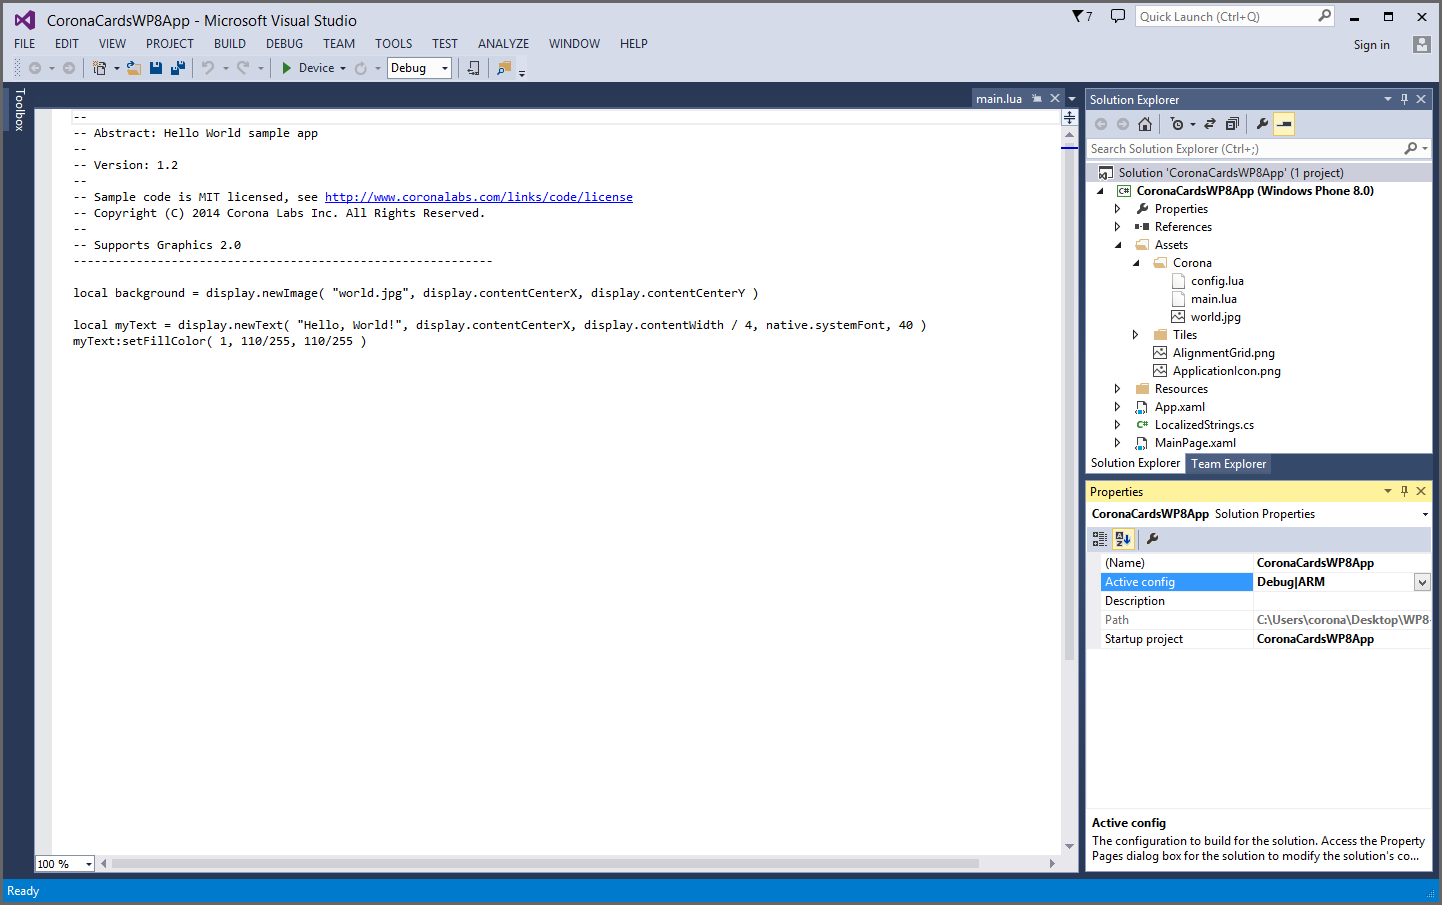 CoronaCardsWP8App - Microsoft Visual Studio
7
Quick Launch (Ctrl+Q)
FILE EDIT VIEW PROJECT BUILD DEBUG TEAM TOOLS TEST ANALYZE WINDOW HELP
Sign in
Device
Debug
Toolbox
main.lua
--
-- Abstract: Hello World sample app
--
-- Version: 1.2
--
-- Sample code is MIT licensed, see http://www.coronalabs.com/links/code/license
-- Copyright (C) 2014 Corona Labs Inc. All Rights Reserved.
--
-- Supports Graphics 2.0
------------------------------------------------------------
local background = display.newImage( "world.jpg", display.contentCenterX, display.contentCenterY )
local myText = display.newText( "Hello, World!", display.contentCenterX, display.contentWidth / 4, native.systemFont, 40 )
myText:setFillColor( 1, 110/255, 110/255 )
100 %
Solution Explorer
Search Solution Explorer (Ctrl+;)
Solution 'CoronaCardsWP8App' (1 project)
C# CoronaCardsWP8App (Windows Phone 8.0)
Properties
References
Assets
Corona
config.lua
main.lua
world.jpg
Tiles
AlignmentGrid.png
ApplicationIcon.png
Resources
App.xaml
C# LocalizedStrings.cs
MainPage.xaml
Solution Explorer Team Explorer
Properties
CoronaCardsWP8App Solution Properties
(Name) CoronaCardsWP8App
Active config Debug|ARM
Description
Path C:\Users\corona\Desktop\WP8-
Startup project CoronaCardsWP8App
Active config
The configuration to build for the solution. Access the Property
Pages dialog box for the solution to modify the solution's co...
Ready